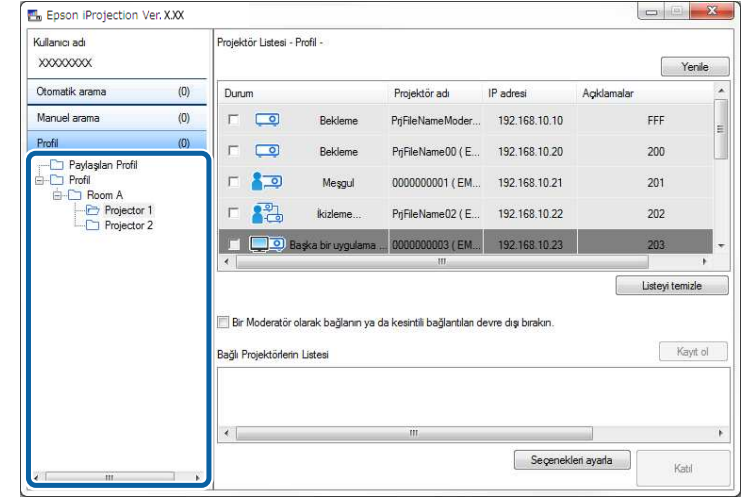 Epson iProjection Ver. X.XX
Kullanıcı adı
XXXXXXXX
Otomatik arama (0)
Manuel arama (0)
Profil (0)
Paylaşılan Profil
Profil
Room A
Projector 1
Projector 2
Projektör Listesi - Profil -
Yenile
Durum Projektör adı IP adresi Açıklamalar
Bekleme PrjFileNameModer... 192.168.10.10 FFF
Bekleme PrjFileName00 ( E... 192.168.10.20 200
Meşgul 0000000001 ( EM... 192.168.10.21 201
İkizleme... PrjFileName02 ( E... 192.168.10.22 202
Başka bir uygulama ... 0000000003 ( EM... 192.168.10.23 203
Listeyi temizle
Bir Moderatör olarak bağlanın ya da kesintili bağlantıları devre dışı bırakın.
Bağlı Projektörlerin Listesi
Kayıt ol
Seçenekleri ayarla
Katıl